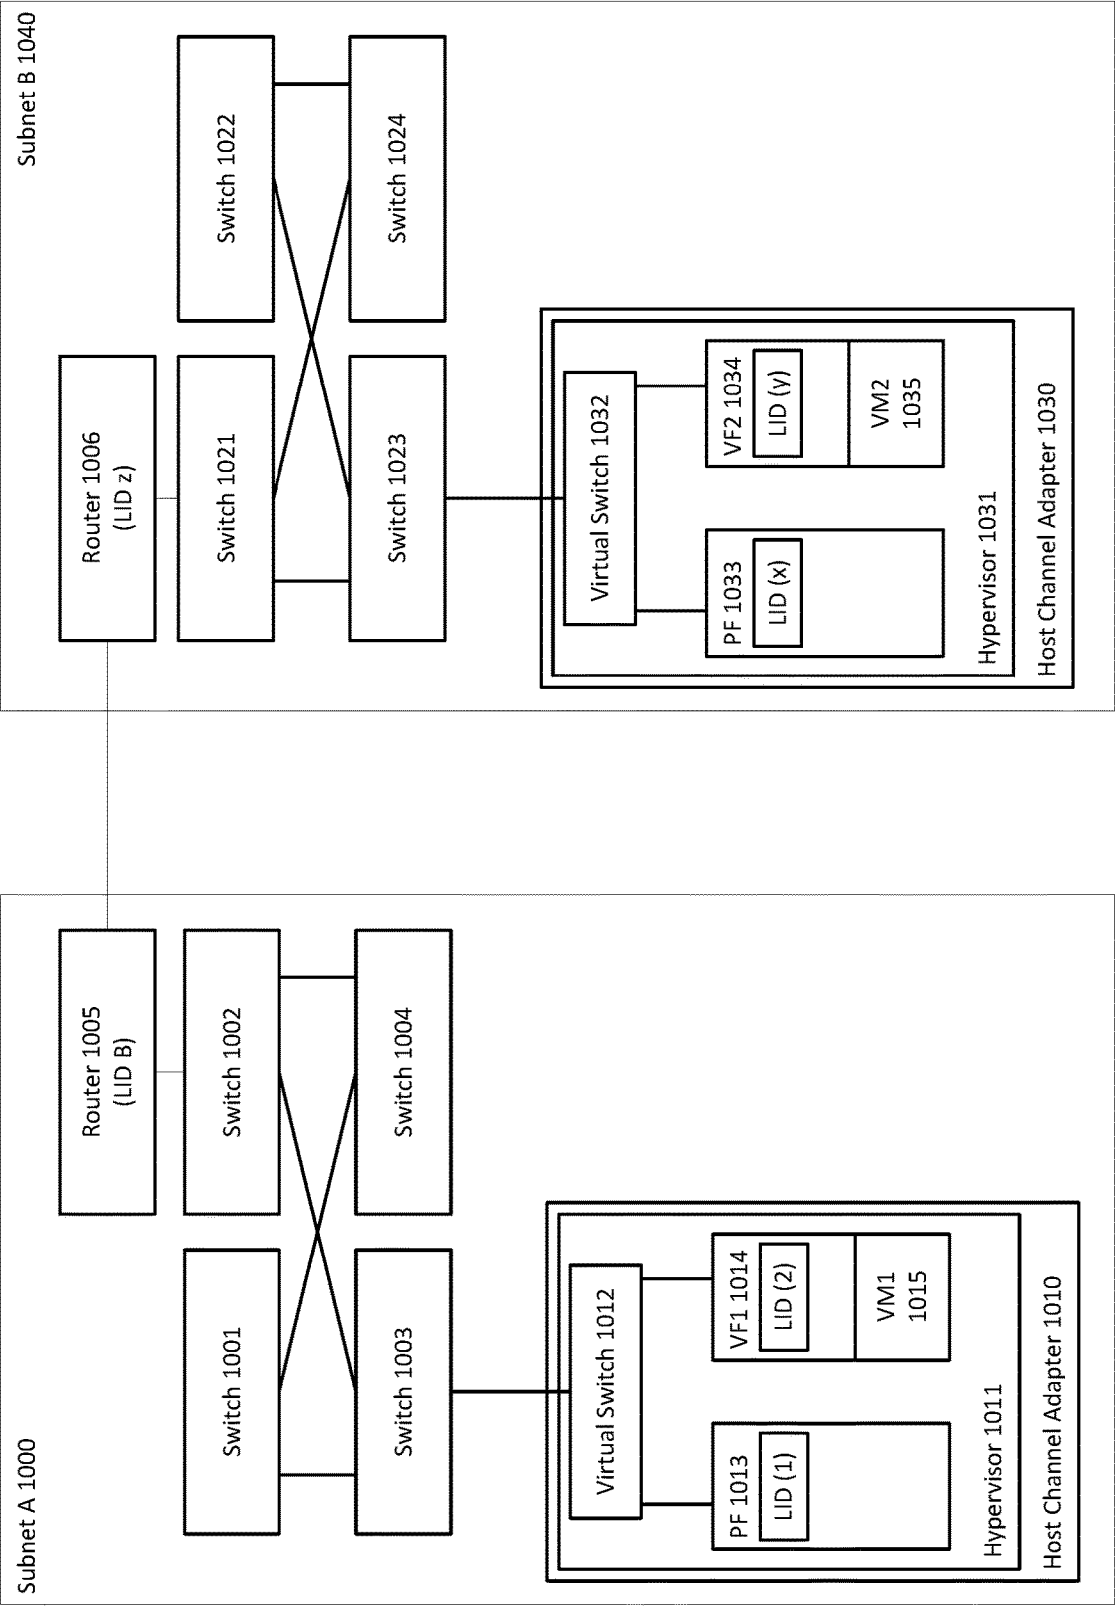 Subnet A 1000
Router 1005
(LID B)
Switch 1001
Switch 1002
Switch 1003
Switch 1004
Virtual Switch 1012
PF 1013
LID (1)
VF1 1014
LID (2)
VM1
1015
Hypervisor 1011
Host Channel Adapter 1010
Subnet B 1040
Router 1006
(LID z)
Switch 1021
Switch 1022
Switch 1023
Switch 1024
Virtual Switch 1032
PF 1033
LID (x)
VF2 1034
LID (y)
VM2
1035
Hypervisor 1031
Host Channel Adapter 1030